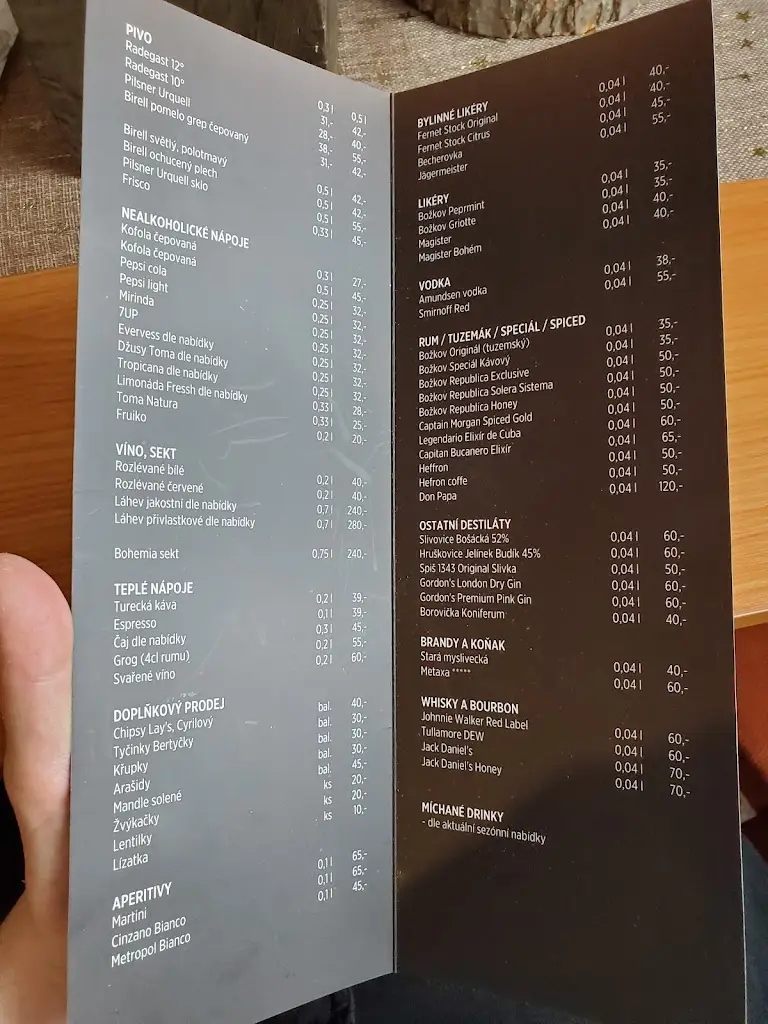 PIVO 0,3 l 0,5 l
Radegast 12° 31,- 42,-
Radegast 10° 28,- 40,-
Pilsner Urquell 38,- 55,-
Birell pomelo grep čepovaný 31,- 42,-
Birell světlý, polotmavý 0,5 l 42,-
Birell ochucený plech 0,5 l 42,-
Pilsner Urquell sklo 0,5 l 55,-
Frisco 0,33 l 45,-
NEALKOHOLICKÉ NÁPOJE
Kofola čepovaná 0,3 l 27,-
Kofola čepovaná 0,5 l 45,-
Pepsi cola 0,25 l 32,-
Pepsi light 0,25 l 32,-
Mirinda 0,25 l 32,-
7UP 0,25 l 32,-
Evervess dle nabídky 0,25 l 32,-
Džusy Toma dle nabídky 0,25 l 32,-
Tropicana dle nabídky 0,25 l 32,-
Limonáda Fressh dle nabídky 0,33 l 28,-
Toma Natura 0,33 l 25,-
Fruiko 0,2 l 20,-
VÍNO, SEKT
Rozlévané bílé 0,2 l 40,-
Rozlévané červené 0,2 l 40,-
Láhev jakostní dle nabídky 0,7 l 240,-
Láhev přívlastkové dle nabídky 0,7 l 280,-
Bohemia sekt 0,75 l 240,-
TEPLÉ NÁPOJE
Turecká káva 0,2 l 39,-
Espresso 0,1 l 39,-
Čaj dle nabídky 0,3 l 45,-
Grog (4cl rumu) 0,2 l 55,-
Svařené víno 0,2 l 60,-
DOPLŇKOVÝ PRODEJ
Chipsy Lay's, Cyrilový bal. 40,-
Tyčinky Bertyčky bal. 30,-
Křupky bal. 30,-
Arašidy bal. 30,-
Mandle solené bal. 45,-
Žvýkačky ks 20,-
Lentilky ks 20,-
Lízatka ks 10,-
APERITIVY
Martini 0,1 l 65,-
Cinzano Bianco 0,1 l 65,-
Metropol Bianco 0,1 l 45,-
BYLINNÉ LIKÉRY
Fernet Stock Original 0,04 l 40,-
Fernet Stock Citrus 0,04 l 40,-
Becherovka 0,04 l 45,-
Jägermeister 0,04 l 55,-
LIKÉRY
Božkov Peprmint 0,04 l 35,-
Božkov Griotte 0,04 l 35,-
Magister 0,04 l 40,-
Magister Bohém 0,04 l 40,-
VODKA
Amundsen vodka 0,04 l 38,-
Smirnoff Red 0,04 l 55,-
RUM / TUZEMÁK / SPECIÁL / SPICED
Božkov Originál (tuzemský) 0,04 l 35,-
Božkov Speciál Kávový 0,04 l 35,-
Božkov Republica Exclusive 0,04 l 50,-
Božkov Republica Solera Sistema 0,04 l 50,-
Božkov Republica Honey 0,04 l 50,-
Captain Morgan Spiced Gold 0,04 l 50,-
Legendario Elixír de Cuba 0,04 l 60,-
Capitan Bucanero Elixír 0,04 l 65,-
Heffron 0,04 l 50,-
Hefron coffe 0,04 l 50,-
Don Papa 0,04 l 120,-
OSTATNÍ DESTILÁTY
Slivovice Bošácká 52% 0,04 l 60,-
Hruškovice Jelínek Budík 45% 0,04 l 60,-
Spiš 1343 Original Slivka 0,04 l 50,-
Gordon's London Dry Gin 0,04 l 60,-
Gordon's Premium Pink Gin 0,04 l 60,-
Borovička Koniferum 0,04 l 40,-
BRANDY A KOŇAK
Stará myslivecká 0,04 l 40,-
Metaxa ***** 0,04 l 60,-
WHISKY A BOURBON
Johnnie Walker Red Label 0,04 l 60,-
Tullamore DEW 0,04 l 60,-
Jack Daniel's 0,04 l 70,-
Jack Daniel's Honey 0,04 l 70,-
MÍCHANÉ DRINKY
- dle aktuální sezónní nabídky